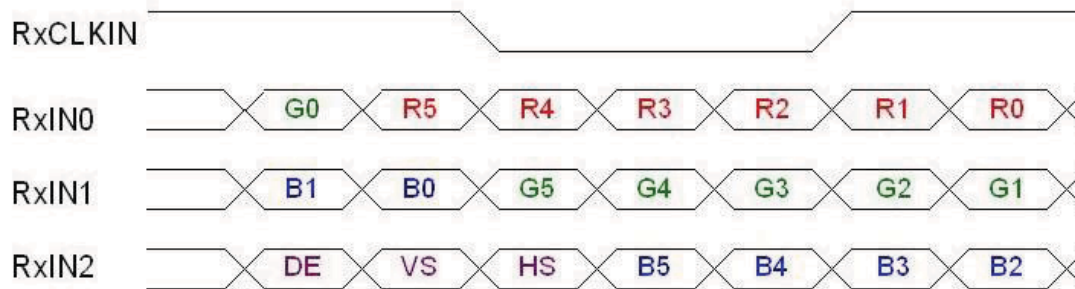 RxCLKIN
RxIN0 G0 R5 R4 R3 R2 R1 R0
RxIN1 B1 B0 G5 G4 G3 G2 G1
RxIN2 DE VS HS B5 B4 B3 B2